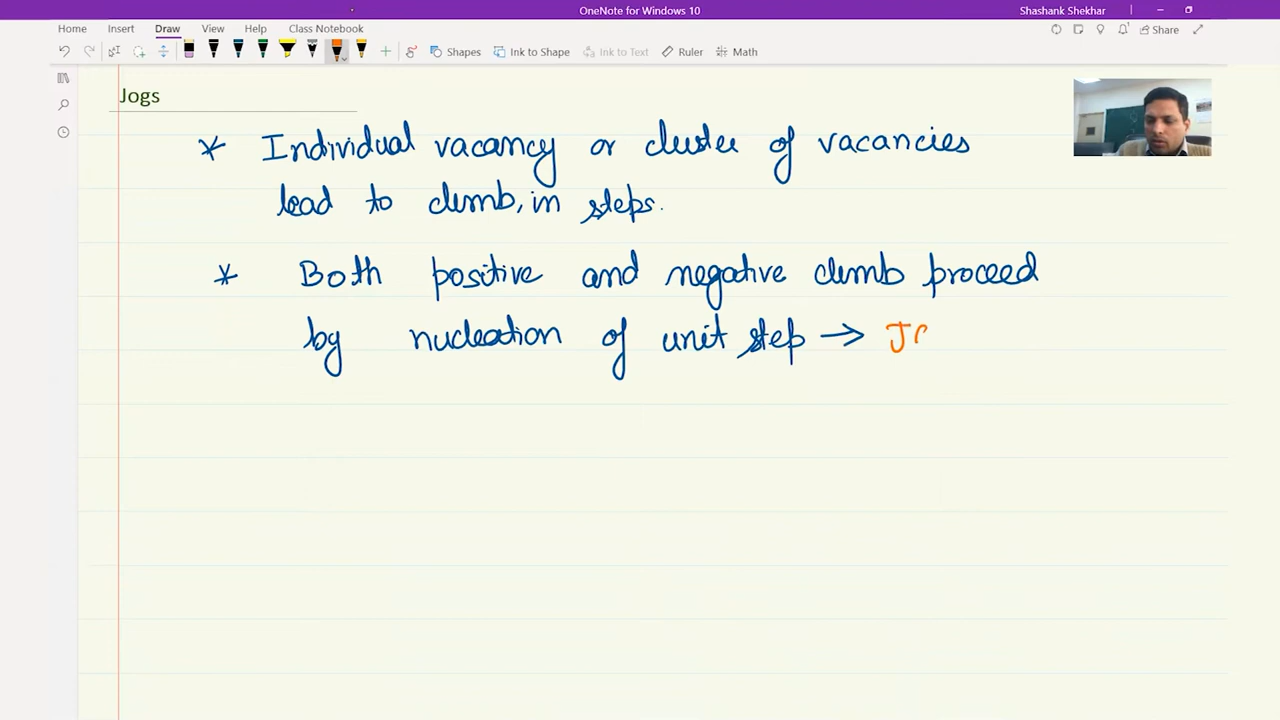 OneNote for Windows 10
Shashank Shekhar
Home Insert Draw View Help Class Notebook
Share
Shapes Ink to Shape Ink to Text Ruler Math
Jogs
* Individual vacancy or cluster of vacancies
lead to climb, in steps.
* Both positive and negative climb proceed
by nucleation of unit step → Jo